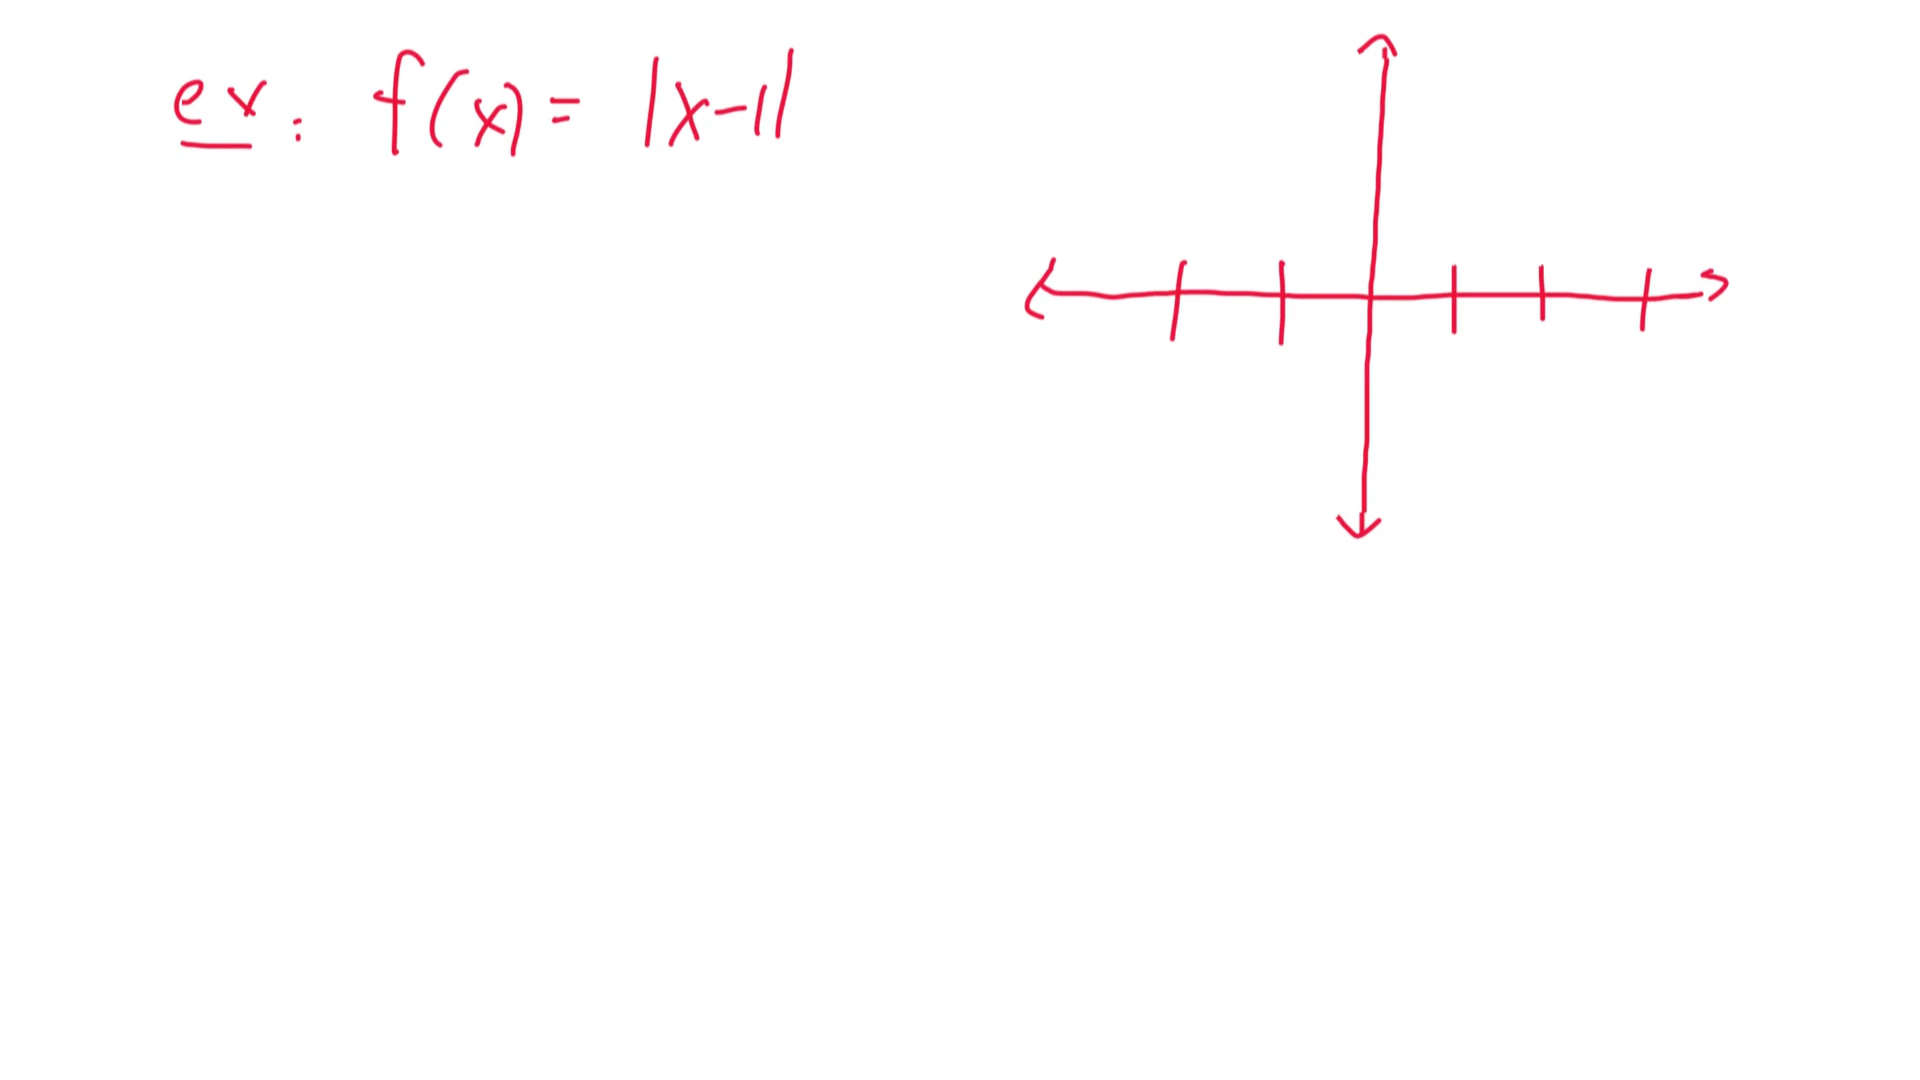 ex: f(x) = |x-1|